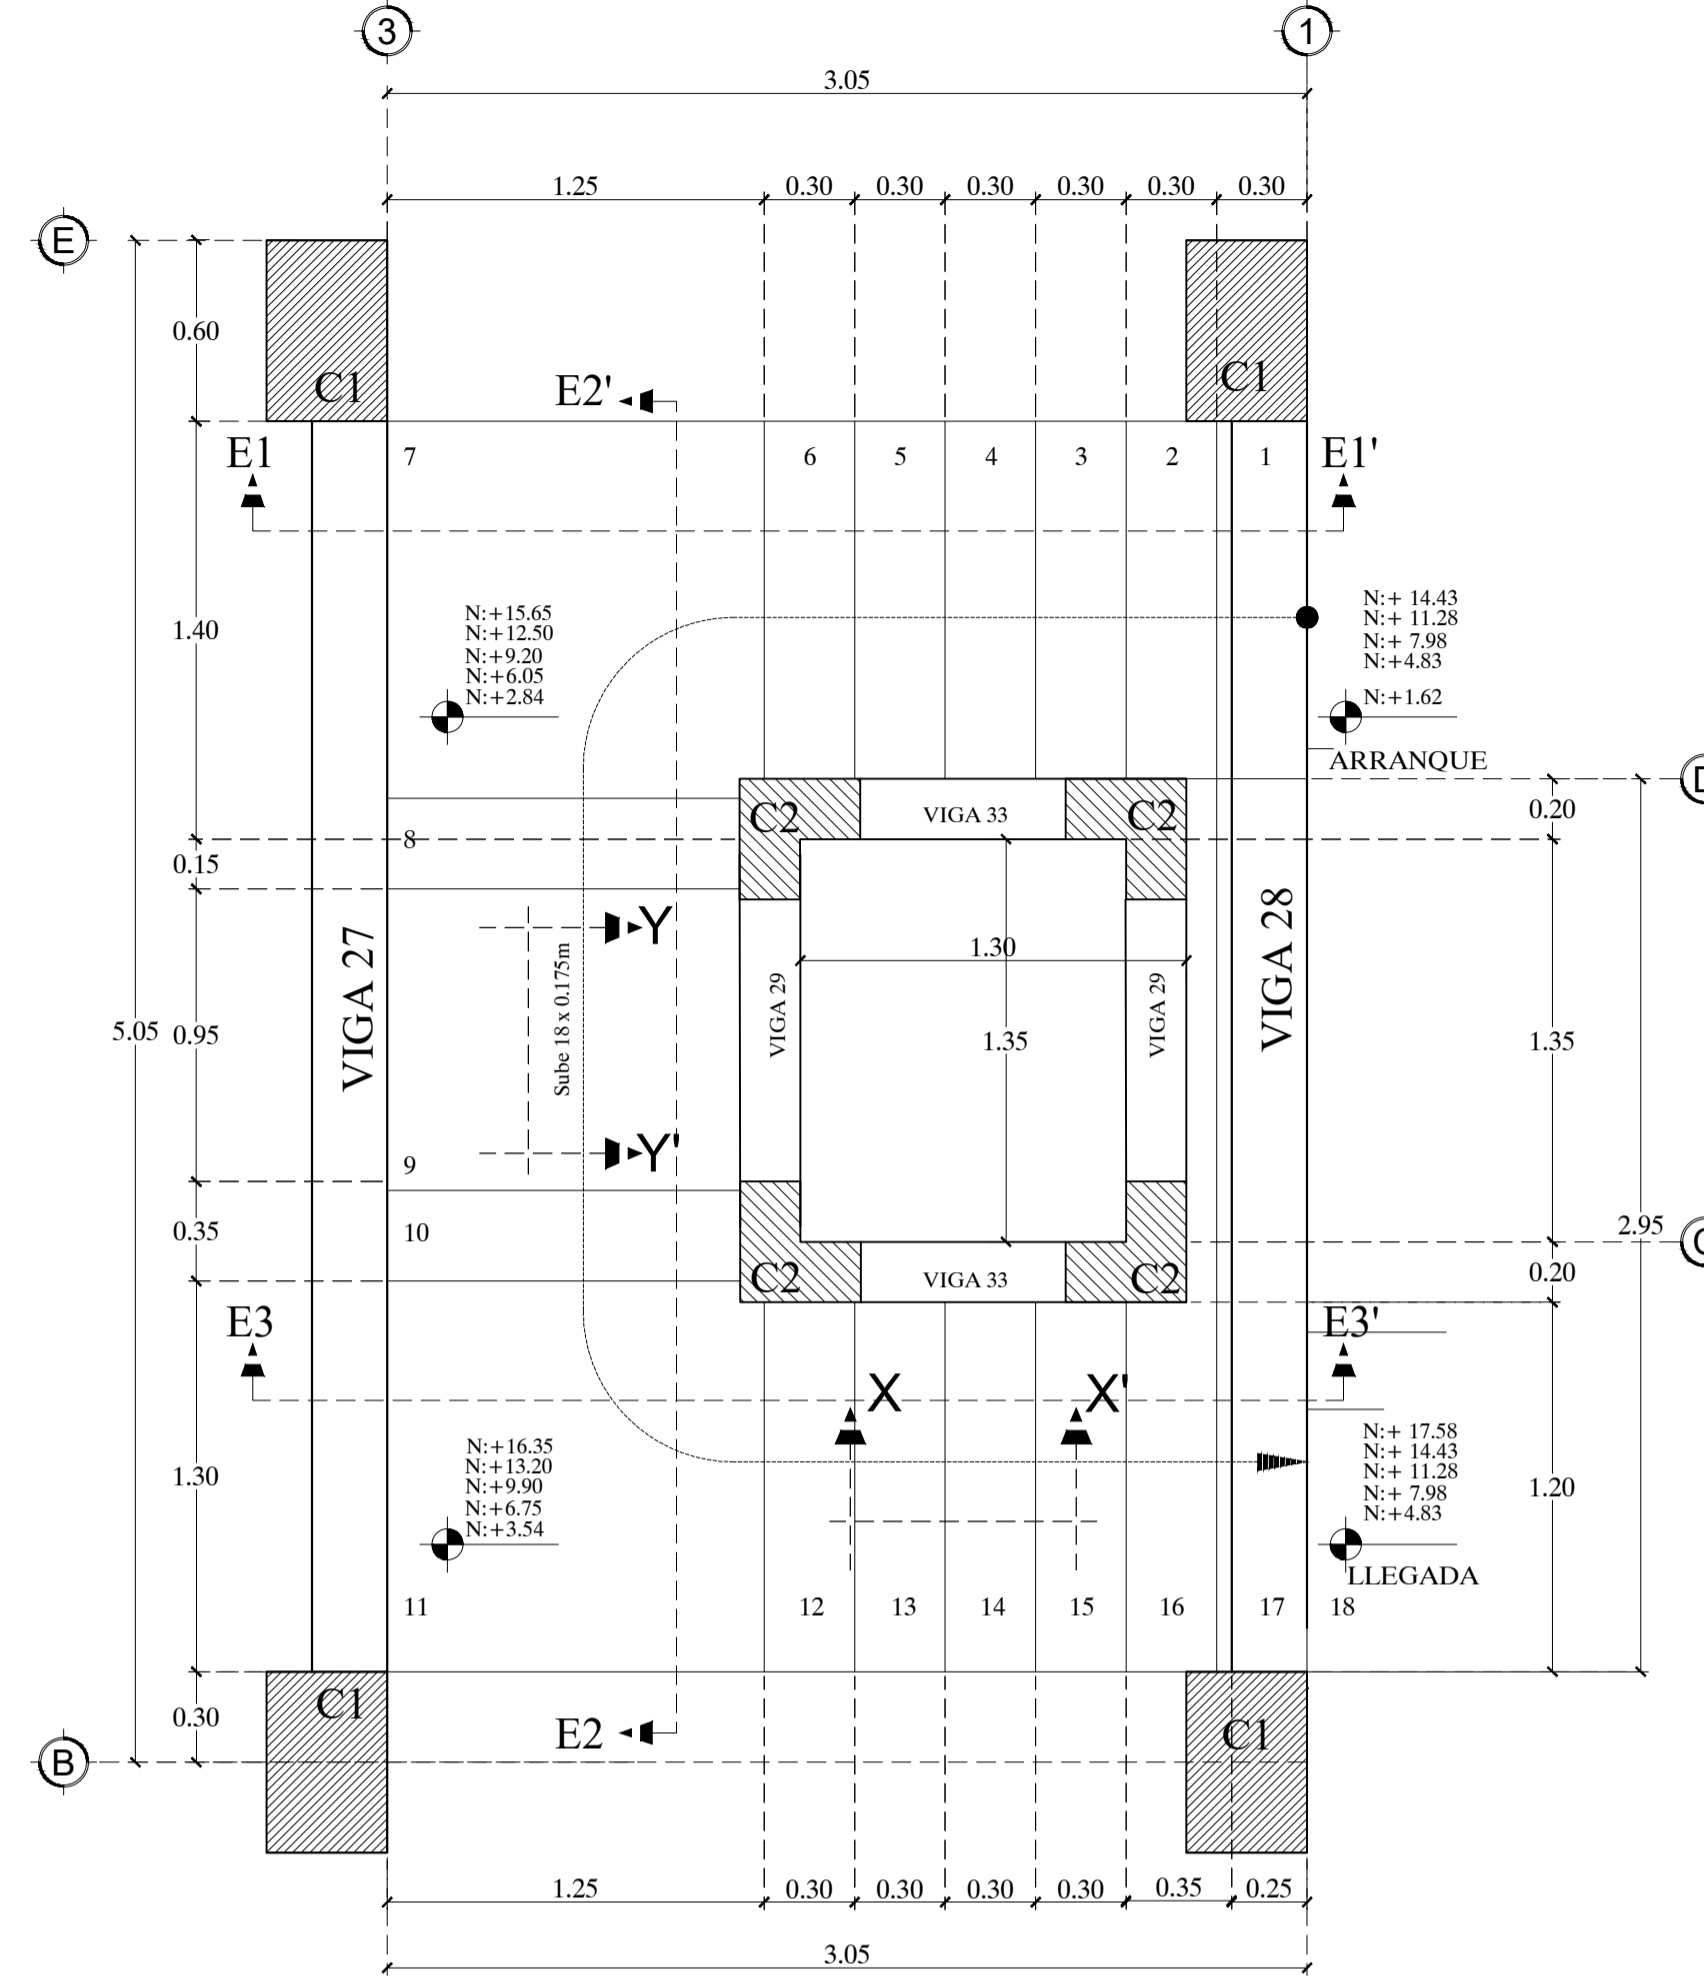 3
1
3.05
1.25
0.30
0.30
0.30
0.30
0.30
0.30
E
0.60
C1
C1
E2'
E1
E1'
7
6
5
4
3
2
1
1.40
N:+15.65
N:+12.50
N:+9.20
N:+6.05
N:+2.84
N:+ 14.43
N:+ 11.28
N:+ 7.98
N:+4.83
N:+1.62
ARRANQUE
C2
VIGA 33
C2
0.20
8
0.15
VIGA 27
Y
Sube 18 x 0.175m
1.30
VIGA 29
VIGA 29
VIGA 28
5.05
0.95
1.35
1.35
Y'
9
0.35
10
C2
VIGA 33
C2
2.95
0.20
E3
E3'
X
X'
N:+16.35
N:+13.20
N:+9.90
N:+6.75
N:+3.54
N:+ 17.58
N:+ 14.43
N:+ 11.28
N:+ 7.98
N:+4.83
1.30
1.20
LLEGADA
11
12
13
14
15
16
17
18
C1
C1
0.30
E2
B
1.25
0.30
0.30
0.30
0.30
0.35
0.25
3.05